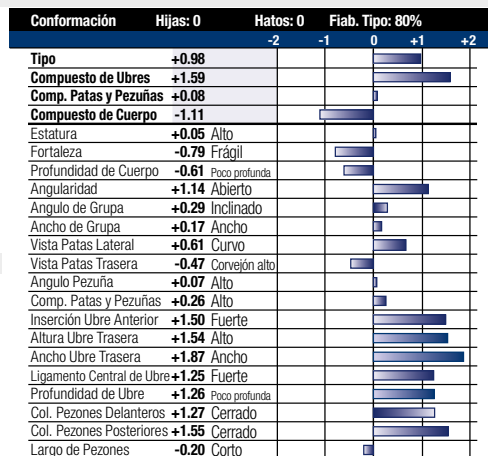 Conformación Hijas: 0 Hatos: 0 Fiab. Tipo: 80%
-2 -1 0 +1 +2
Tipo +0.98
Compuesto de Ubres +1.59
Comp. Patas y Pezuñas +0.08
Compuesto de Cuerpo -1.11
Estatura +0.05 Alto
Fortaleza -0.79 Frágil
Profundidad de Cuerpo -0.61 Poco profunda
Angularidad +1.14 Abierto
Angulo de Grupa +0.29 Inclinado
Ancho de Grupa +0.17 Ancho
Vista Patas Lateral +0.61 Curvo
Vista Patas Trasera -0.47 Corvejón alto
Angulo Pezuña +0.07 Alto
Comp. Patas y Pezuñas +0.26 Alto
Inserción Ubre Anterior +1.50 Fuerte
Altura Ubre Trasera +1.54 Alto
Ancho Ubre Trasera +1.87 Ancho
Ligamento Central de Ubre +1.25 Fuerte
Profundidad de Ubre +1.26 Poco profunda
Col. Pezones Delanteros +1.27 Cerrado
Col. Pezones Posteriores +1.55 Cerrado
Largo de Pezones -0.20 Corto